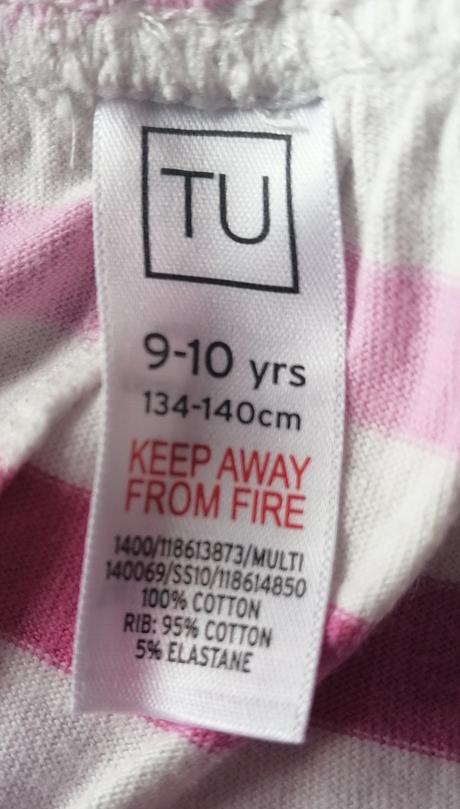 TU
9-10 yrs
134-140cm
KEEP AWAY
FROM FIRE
1400/118613873/MULTI
140069/SS10/118614850
100% COTTON
RIB: 95% COTTON
5% ELASTANE